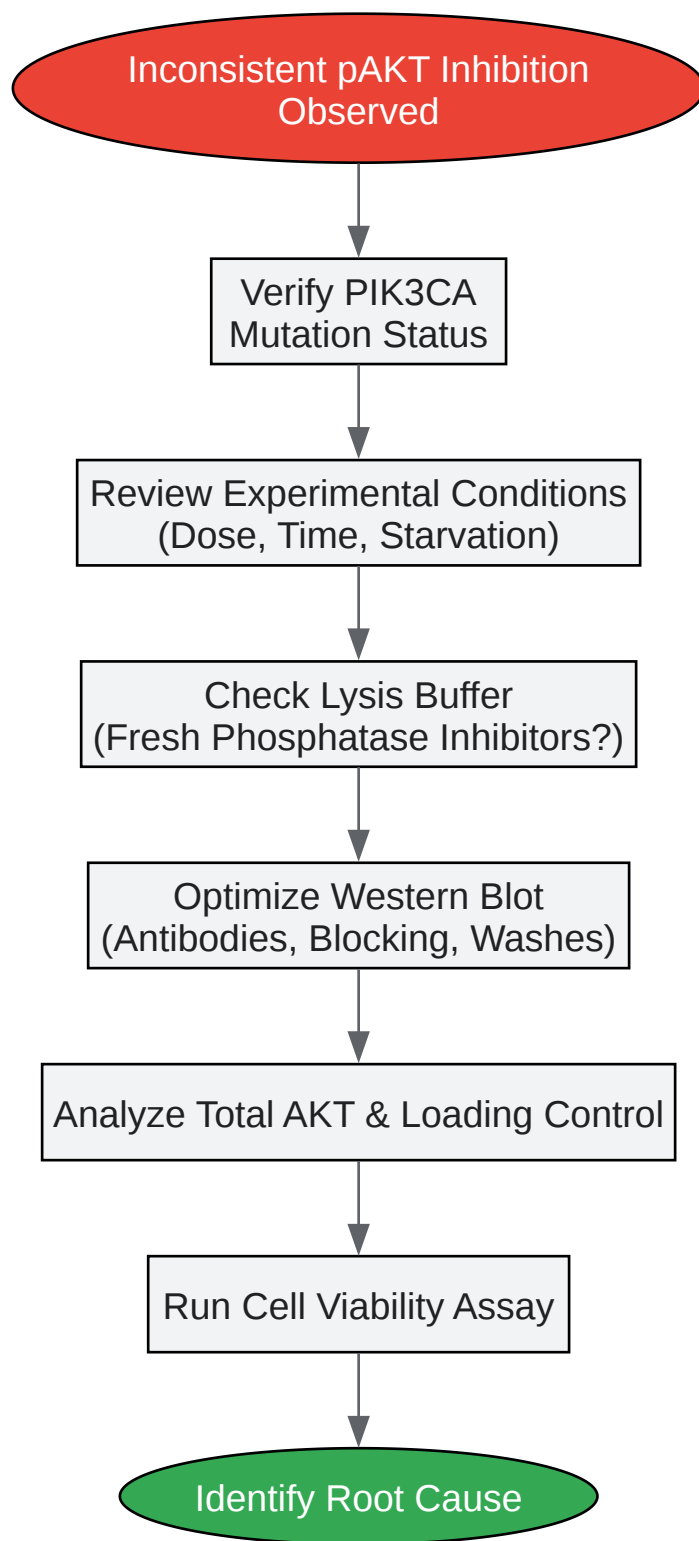 Inconsistent pAKT Inhibition
Observed
Verify PIK3CA
Mutation Status
Review Experimental Conditions
(Dose, Time, Starvation)
Check Lysis Buffer
(Fresh Phosphatase Inhibitors?)
Optimize Western Blot
(Antibodies, Blocking, Washes)
Analyze Total AKT & Loading Control
Run Cell Viability Assay
Identify Root Cause